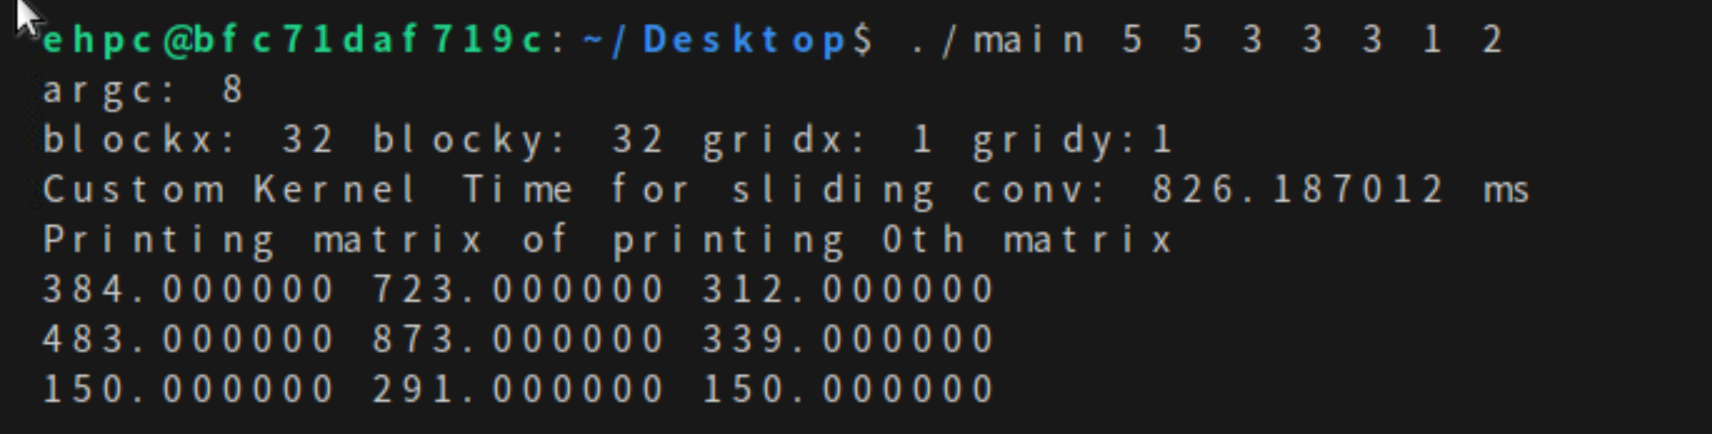 ehpc@bfc71daf719c:~/Desktop$ ./main 5 5 3 3 3 1 2
argc: 8
blockx: 32 blocky: 32 gridx: 1 gridy:1
Custom Kernel Time for sliding conv: 826.187012 ms
Printing matrix of printing 0th matrix
384.000000 723.000000 312.000000
483.000000 873.000000 339.000000
150.000000 291.000000 150.000000